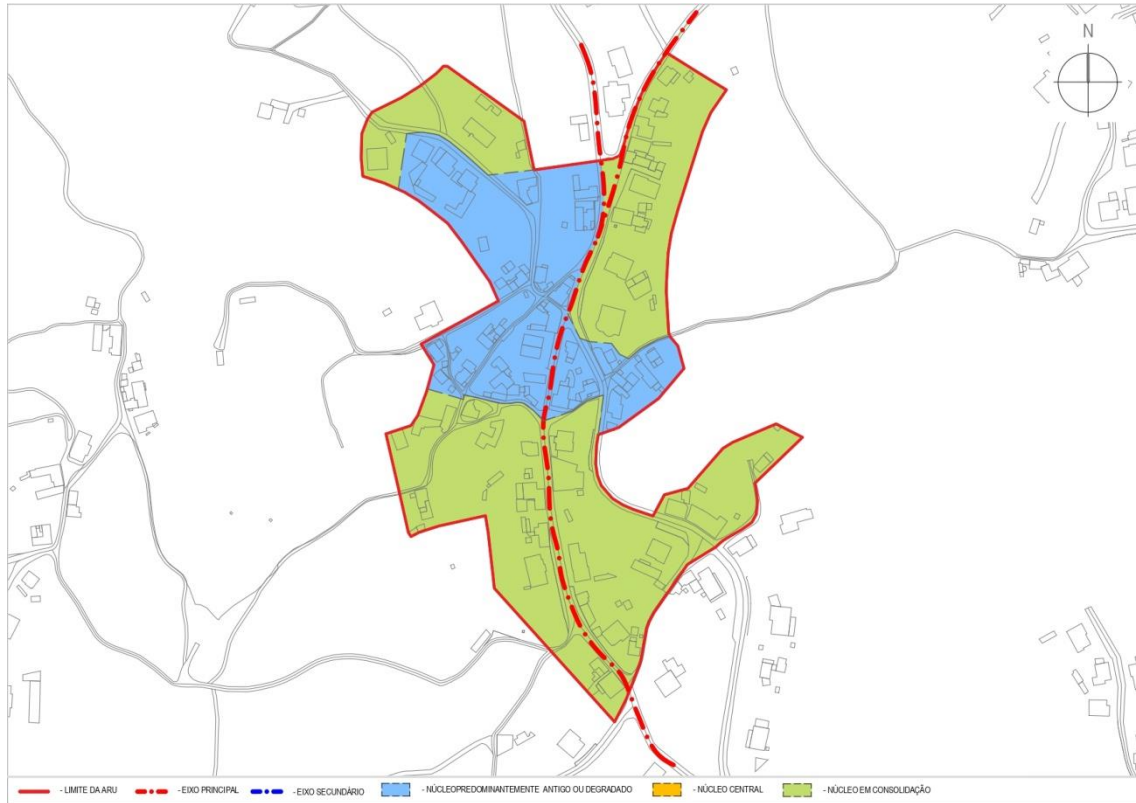 N
- LIMITE DA ARU - EIXO PRINCIPAL - EIXO SECUNDÁRIO - NÚCLEOPREDOMINANTEMENTE ANTIGO OU DEGRADADO - NÚCLEO CENTRAL - NÚCLEO EM CONSOLIDAÇÃO